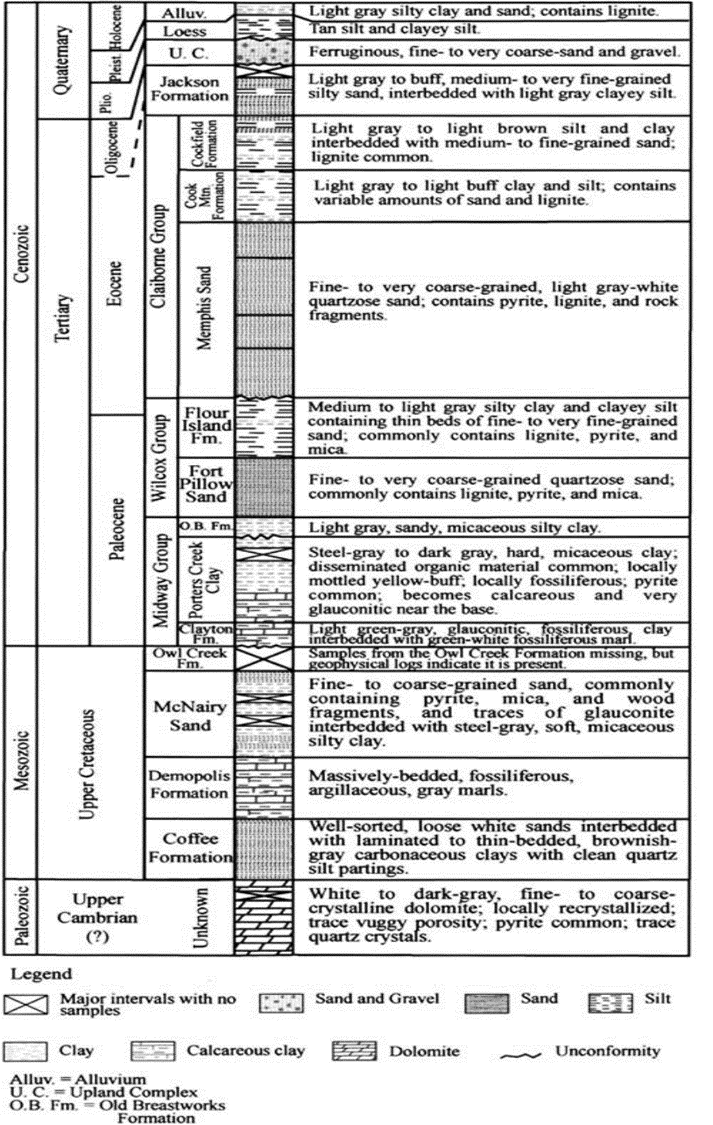 Cenozoic
Quaternary
Holocene
Alluv.
Light gray silty clay and sand; contains lignite.
Loess
Tan silt and clayey silt.
Pleist.
U. C.
Ferruginous, fine- to very coarse-sand and gravel.
Plio.
Jackson
Formation
Light gray to buff, medium- to very fine-grained
silty sand, interbedded with light gray clayey silt.
Tertiary
Oligocene
Eocene
Claiborne Group
Cockfield
Formation
Light gray to light brown silt and clay
interbedded with medium- to fine-grained sand;
lignite common.
Cook
Mtn.
Formation
Light gray to light buff clay and silt; contains
variable amounts of sand and lignite.
Memphis Sand
Fine- to very coarse-grained, light gray-white
quartzose sand; contains pyrite, lignite, and rock
fragments.
Paleocene
Wilcox Group
Flour
Island
Fm.
Medium to light gray silty clay and clayey silt
containing thin beds of fine- to very fine-grained
sand; commonly contains lignite, pyrite, and
mica.
Fort
Pillow
Sand
Fine- to very coarse-grained quartzose sand;
commonly contains lignite, pyrite, and mica.
Midway Group
O.B. Fm.
Light gray, sandy, micaceous silty clay.
Porters Creek
Clay
Steel-gray to dark gray, hard, micaceous clay;
disseminated organic material common; locally
mottled yellow-buff; locally fossiliferous; pyrite
common; becomes calcareous and very
glauconitic near the base.
Clayton
Fm.
Light green-gray, glauconitic, fossiliferous, clay
interbedded with green-white fossiliferous marl.
Mesozoic
Upper Cretaceous
Owl Creek
Fm.
Samples from the Owl Creek Formation missing, but
geophysical logs indicate it is present.
McNairy
Sand
Fine- to coarse-grained sand, commonly
containing pyrite, mica, and wood
fragments, and traces of glauconite
interbedded with steel-gray, soft, micaceous
silty clay.
Demopolis
Formation
Massively-bedded, fossiliferous,
argillaceous, gray marls.
Coffee
Formation
Well-sorted, loose white sands interbedded
with laminated to thin-bedded, brownish-
gray carbonaceous clays with clean quartz
silt partings.
Paleozoic
Upper
Cambrian
(?)
Unknown
White to dark-gray, fine- to coarse-
crystalline dolomite; locally recrystallized;
trace vuggy porosity; pyrite common; trace
quartz crystals.
Legend
Major intervals with no
samples
Sand and Gravel
Sand
Silt
Clay
Calcareous clay
Dolomite
Unconformity
Alluv. = Alluvium
U. C. = Upland Complex
O.B. Fm. = Old Breastworks
Formation